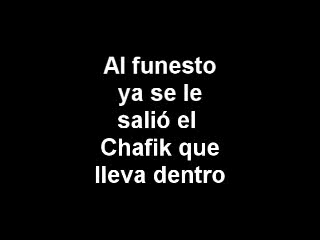 Al funesto
ya se le
salió el
Chafik que
lleva dentro